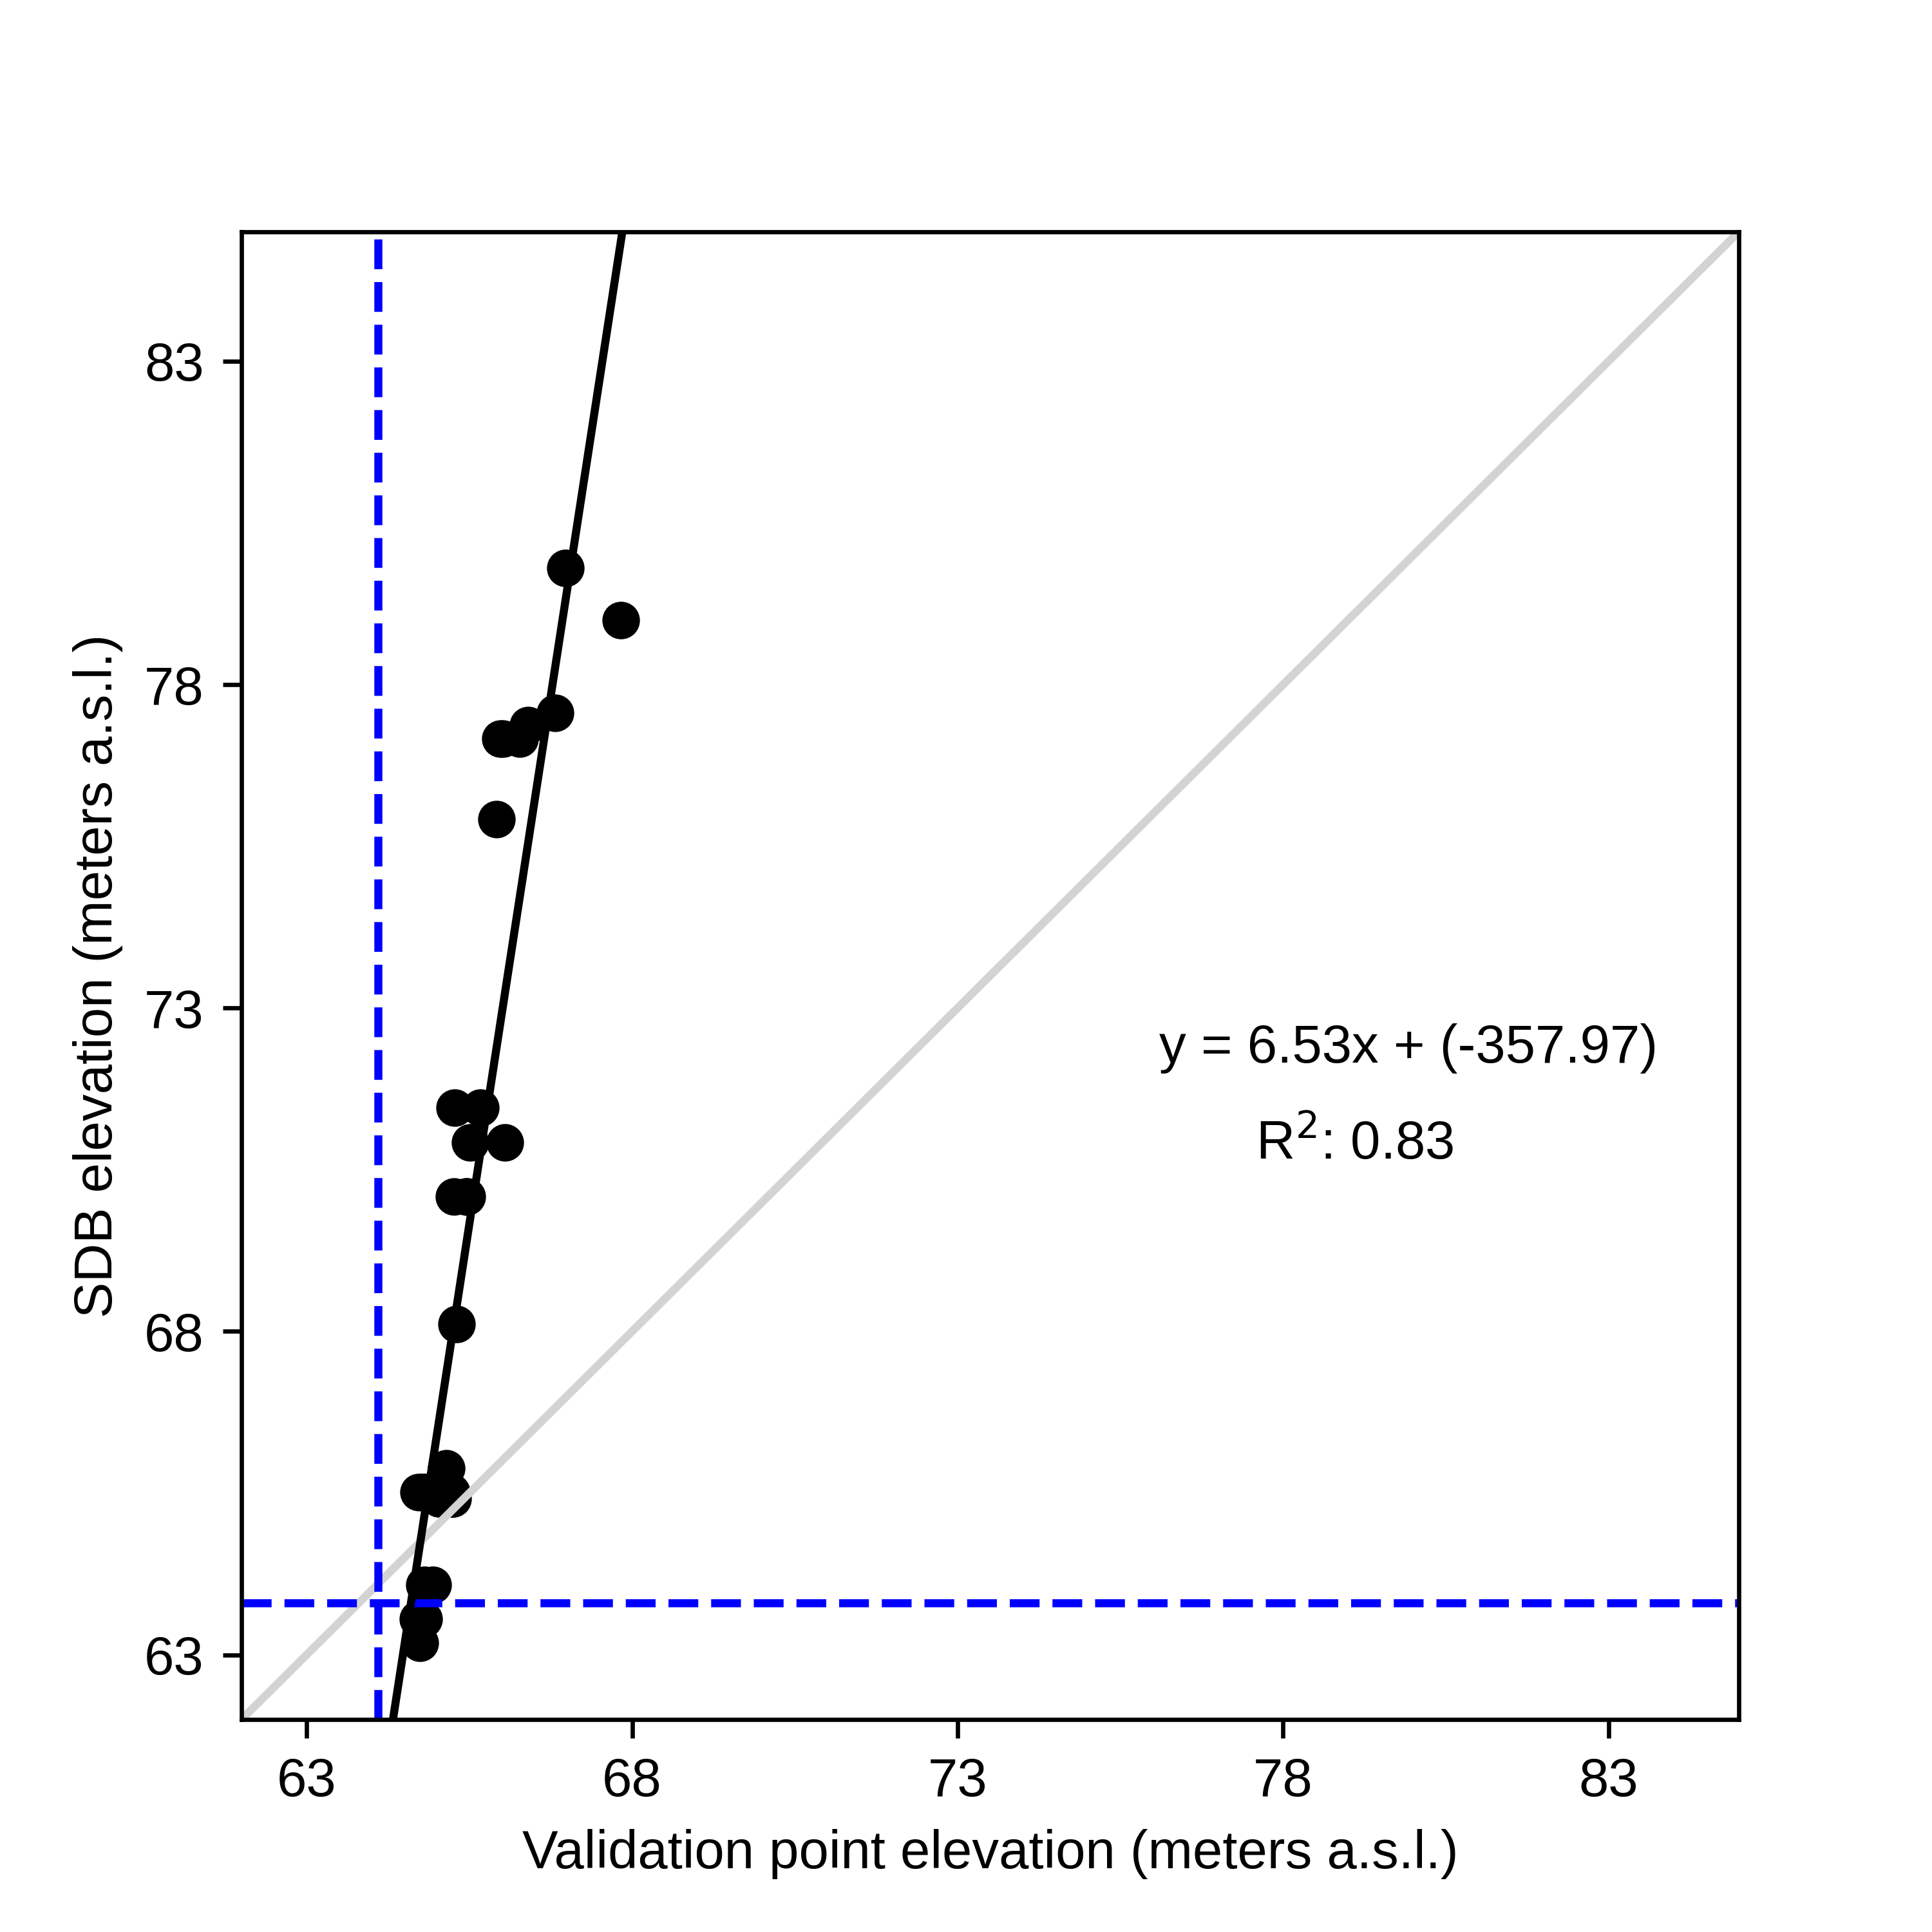 83
78
73
68
63
SDB elevation (meters a.s.l.)
y = 6.53x + (-357.97)
R²: 0.83
63 68 73 78 83
Validation point elevation (meters a.s.l.)